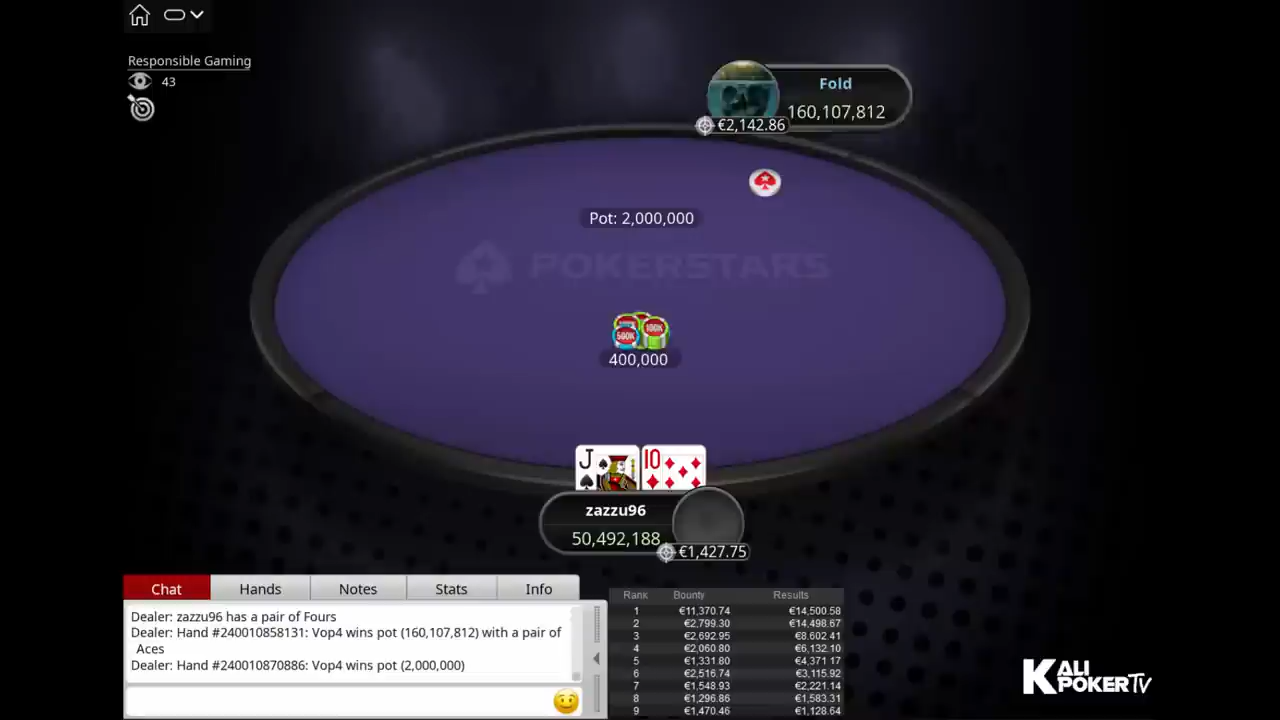 Responsible Gaming
43
Fold
160,107,812
€2,142.86
Pot: 2,000,000
POKERSTARS
500K 100K
400,000
J 10
zazzu96
50,492,188
€1,427.75
Chat Hands Notes Stats Info
Dealer: zazzu96 has a pair of Fours
Dealer: Hand #240010858131: Vop4 wins pot (160,107,812) with a pair of
Aces
Dealer: Hand #240010870886: Vop4 wins pot (2,000,000)
Rank Bounty Results
1 €11,370.74 €14,500.58
2 €2,799.30 €14,498.67
3 €2,692.95 €8,602.41
4 €2,060.80 €6,132.10
5 €1,331.80 €4,371.17
6 €2,516.74 €3,115.92
7 €1,548.93 €2,221.14
8 €1,296.86 €1,583.31
9 €1,470.46 €1,128.64
KALI
POKERTV